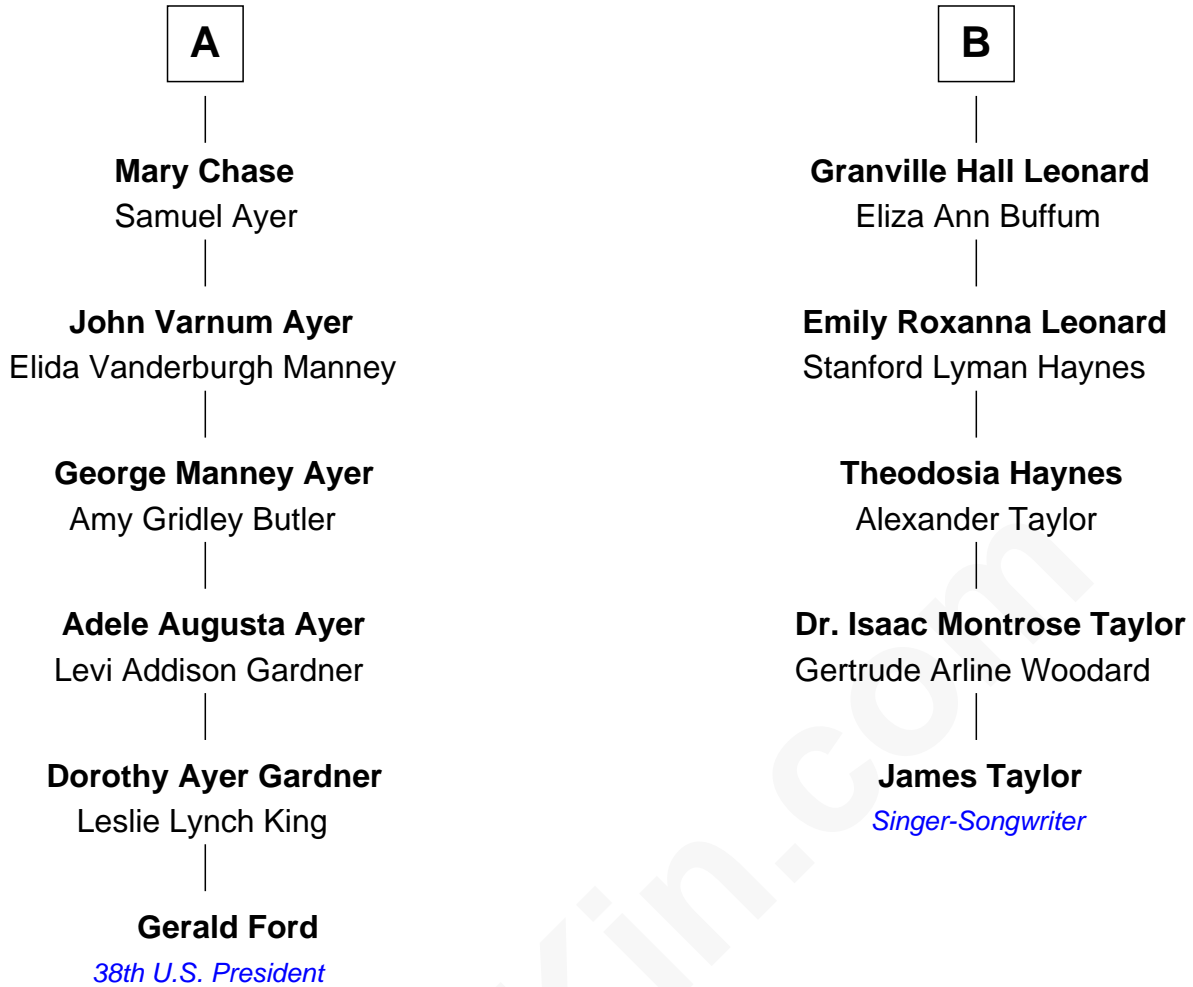 A
Mary Chase
Samuel Ayer
John Varnum Ayer
Elida Vanderburgh Manney
George Manney Ayer
Amy Gridley Butler
Adele Augusta Ayer
Levi Addison Gardner
Dorothy Ayer Gardner
Leslie Lynch King
Gerald Ford
38th U.S. President
B
Granville Hall Leonard
Eliza Ann Buffum
Emily Roxanna Leonard
Stanford Lyman Haynes
Theodosia Haynes
Alexander Taylor
Dr. Isaac Montrose Taylor
Gertrude Arline Woodard
James Taylor
Singer-Songwriter